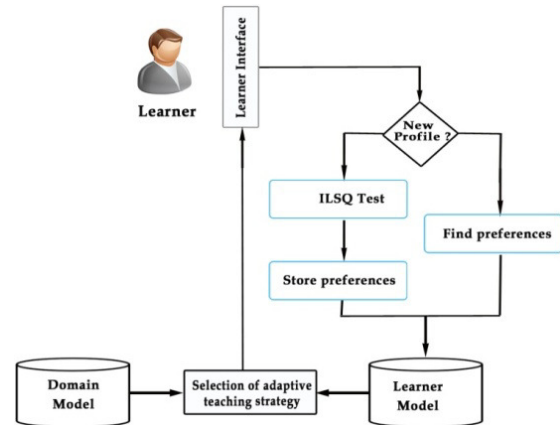 Learner
Learner Interface
New
Profile ?
ILSQ Test
Find preferences
Store preferences
Domain
Model
Selection of adaptive
teaching strategy
Learner
Model